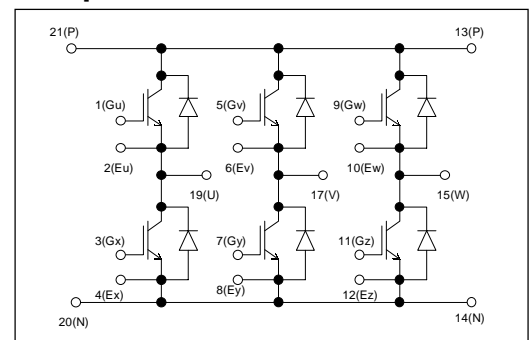 21(P) 13(P)
1(Gu) 5(Gv) 9(Gw)
2(Eu) 6(Ev) 10(Ew)
19(U) 17(V) 15(W)
3(Gx) 7(Gy) 11(Gz)
4(Ex) 8(Ey) 12(Ez)
20(N) 14(N)